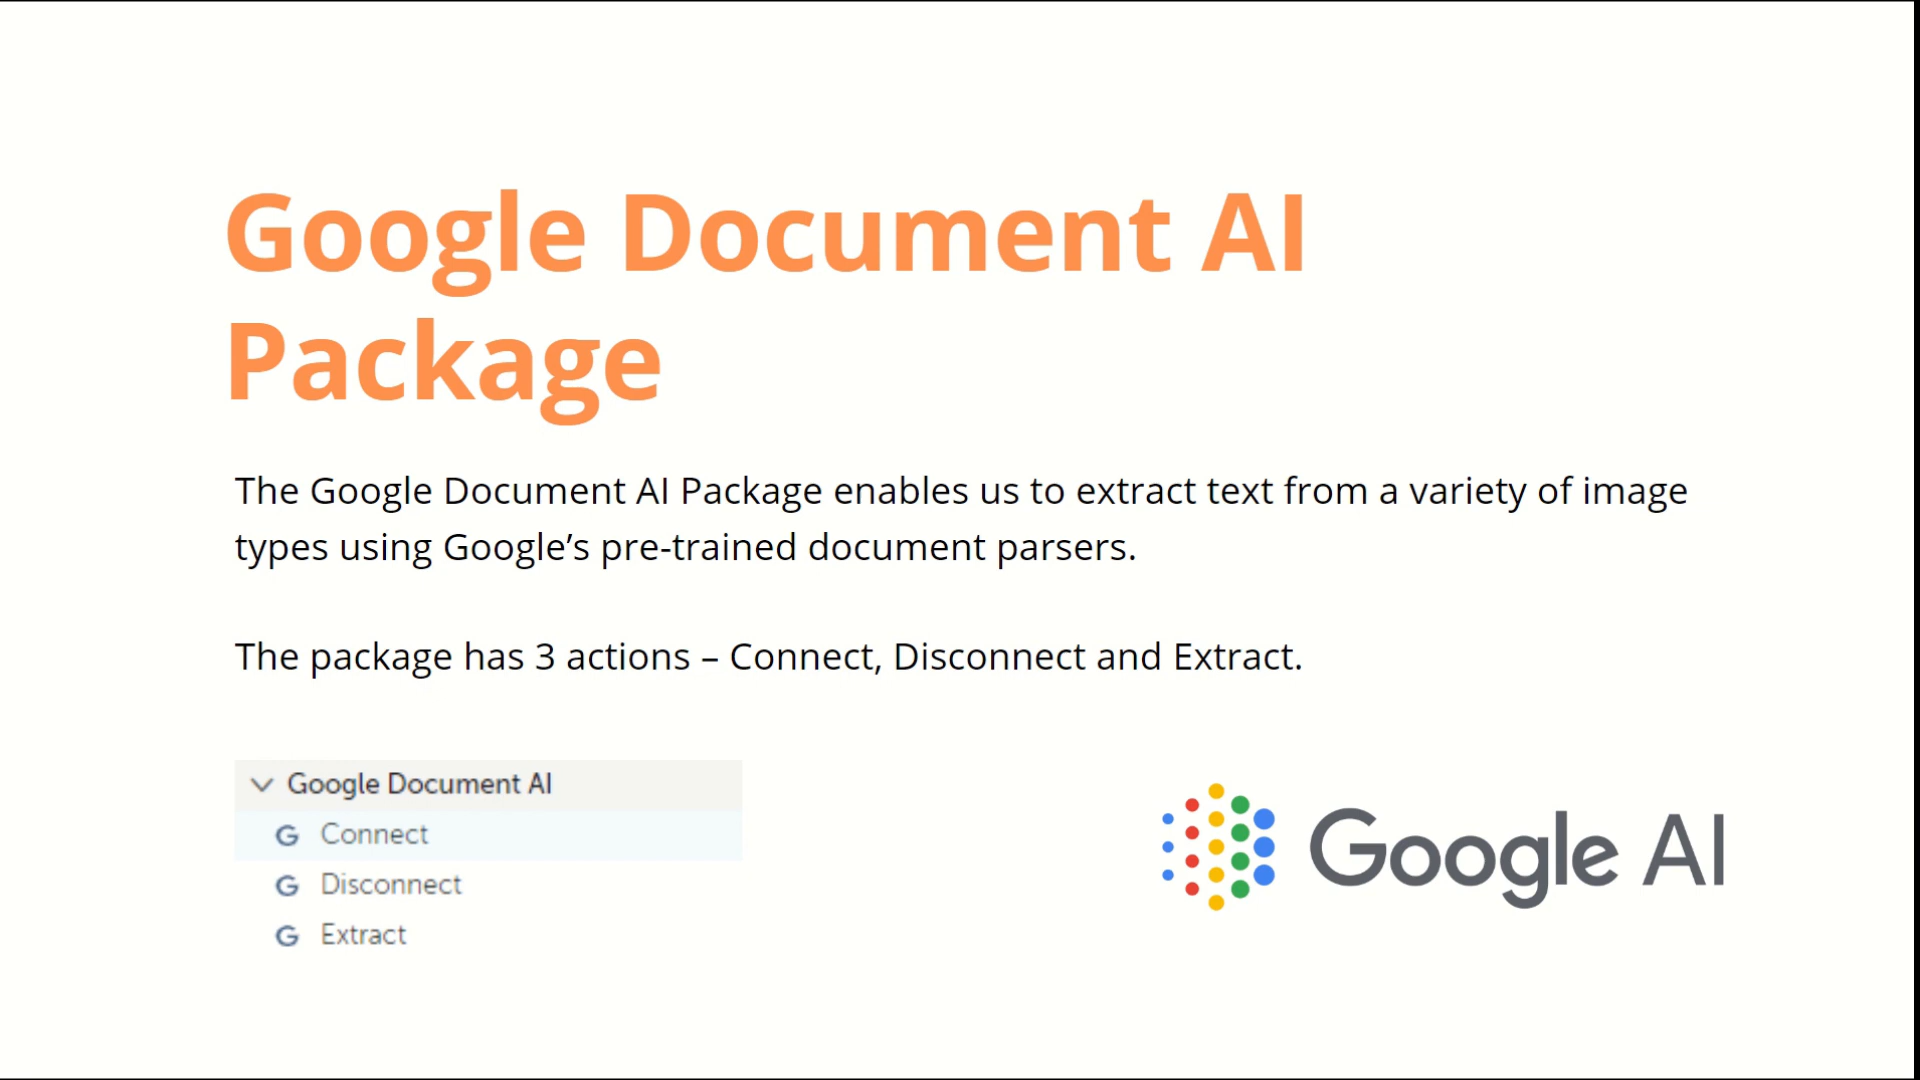 Google Document AI
Package
The Google Document AI Package enables us to extract text from a variety of image
types using Google’s pre-trained document parsers.
The package has 3 actions – Connect, Disconnect and Extract.
Google Document AI
G Connect
G Disconnect
G Extract
Google AI